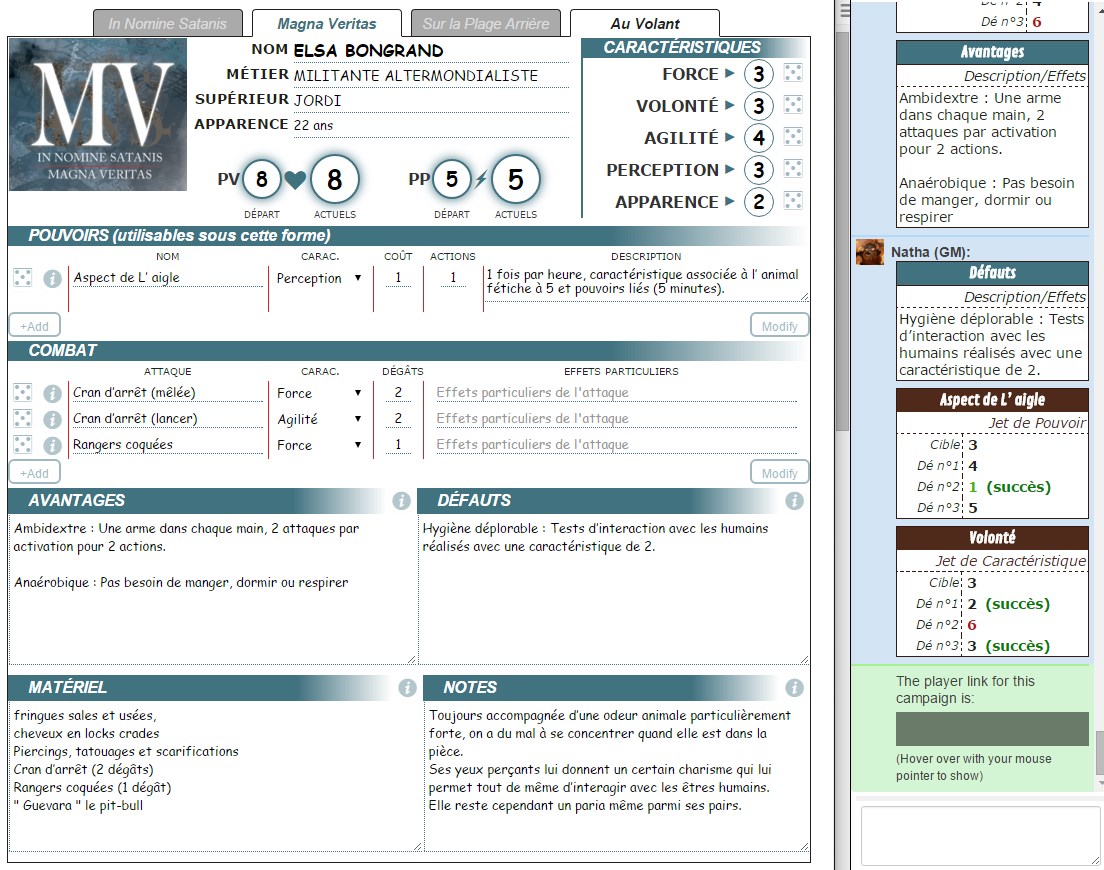 In Nomine Satanis
Magna Veritas
Sur la Plage Arrière
Au Volant
MV
IN NOMINE SATANIS
MAGNA VERITAS
NOM ELSA BONGRAND
MÉTIER MILITANTE ALTERMONDIALISTE
SUPÉRIEUR JORDI
APPARENCE 22 ans
PV 8 8
DÉPART ACTUELS
PP 5 5
DÉPART ACTUELS
CARACTÉRISTIQUES
FORCE ► 3
VOLONTÉ ► 3
AGILITÉ ► 4
PERCEPTION ► 3
APPARENCE ► 2
POUVOIRS (utilisables sous cette forme)
NOM CARAC. COÛT ACTIONS DESCRIPTION
Aspect de L' aigle Perception ▼ 1 1 1 fois par heure, caractéristique associée à l' animal
fétiche à 5 et pouvoirs liés (5 minutes).
+Add Modify
COMBAT
ATTAQUE CARAC. DÉGÂTS EFFETS PARTICULIERS
Cran d'arrêt (mêlée) Force ▼ 2 Effets particuliers de l'attaque
Cran d'arrêt (lancer) Agilité ▼ 2 Effets particuliers de l'attaque
Rangers coquées Force ▼ 1 Effets particuliers de l'attaque
+Add Modify
AVANTAGES
Ambidextre : Une arme dans chaque main, 2 attaques par
activation pour 2 actions.
Anaérobique : Pas besoin de manger, dormir ou respirer
DÉFAUTS
Hygiène déplorable : Tests d'interaction avec les humains
réalisés avec une caractéristique de 2.
MATÉRIEL
fringues sales et usées,
cheveux en locks crades
Piercings, tatouages et scarifications
Cran d'arrêt (2 dégâts)
Rangers coquées (1 dégât)
" Guevara " le pit-bull
NOTES
Toujours accompagnée d'une odeur animale particulièrement
forte, on a du mal à se concentrer quand elle est dans la
pièce.
Ses yeux perçants lui donnent un certain charisme qui lui
permet tout de même d'interagir avec les êtres humains.
Elle reste cependant un paria même parmi ses pairs.
Dé n°3 6
Avantages
Description/Effets
Ambidextre : Une arme
dans chaque main, 2
attaques par activation
pour 2 actions.
Anaérobique : Pas besoin
de manger, dormir ou
respirer
Natha (GM):
Défauts
Description/Effets
Hygiène déplorable : Tests
d'interaction avec les
humains réalisés avec une
caractéristique de 2.
Aspect de L' aigle
Jet de Pouvoir
Cible 3
Dé n°1 4
Dé n°2 1 (succès)
Dé n°3 5
Volonté
Jet de Caractéristique
Cible 3
Dé n°1 2 (succès)
Dé n°2 6
Dé n°3 3 (succès)
The player link for this
campaign is:
(Hover over with your mouse
pointer to show)